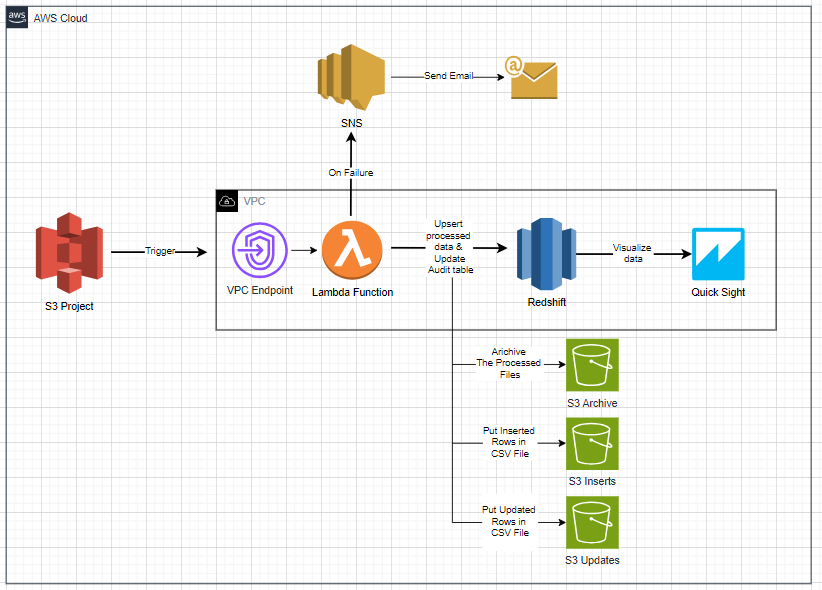 aws
AWS Cloud
Send Email
SNS
On Failure
VPC
Trigger
S3 Project
VPC Endpoint
Lambda Function
Upsert
processed
data &
Update
Audit table
Redshift
Visualize
data
Quick Sight
Arichive
The Processed
Files
S3 Archive
Put Inserted
Rows in
CSV File
S3 Inserts
Put Updated
Rows in
CSV File
S3 Updates